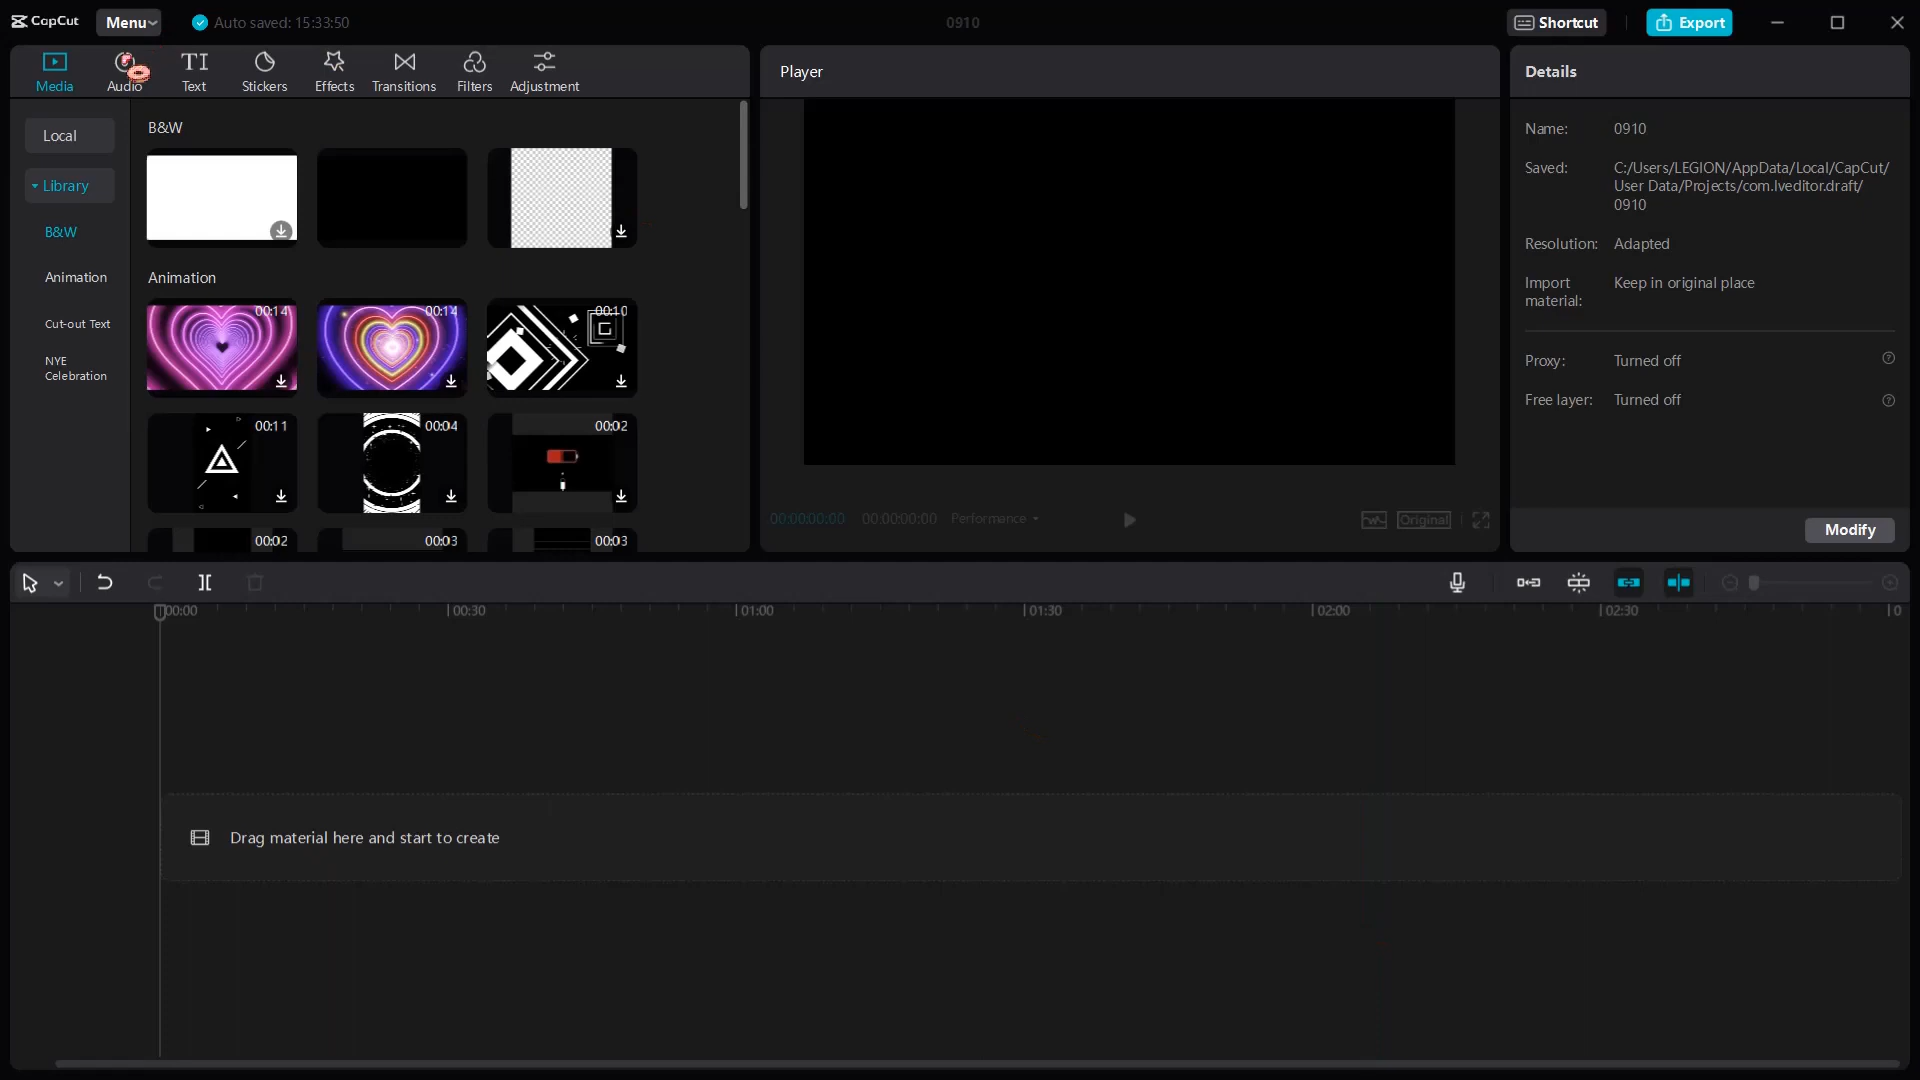 CapCut
Menu
Auto saved: 15:33:50
0910
Shortcut
Export
Media
Audio
Text
Stickers
Effects
Transitions
Filters
Adjustment
Player
Details
Local
Library
B&W
Animation
Cut-out Text
NYE
Celebration
B&W
Animation
00:14
00:14
00:10
00:11
00:04
00:02
00:02
00:03
00:03
00:00:00:00
00:00:00:00
Performance
Original
Name:
0910
Saved:
C:/Users/LEGION/AppData/Local/CapCut/
User Data/Projects/com.lveditor.draft/
0910
Resolution:
Adapted
Import
material:
Keep in original place
Proxy:
Turned off
Free layer:
Turned off
Modify
00:00
00:30
01:00
01:30
02:00
02:30
0
Drag material here and start to create